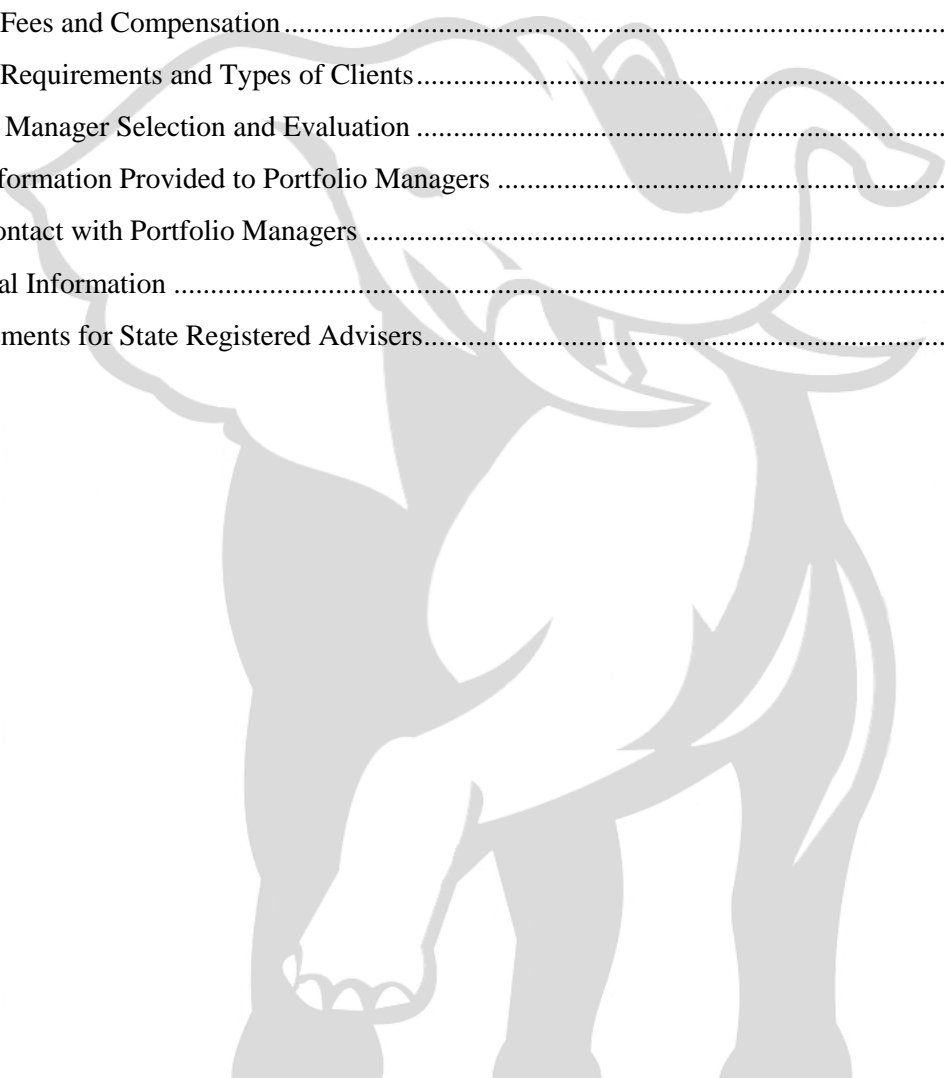 Fees and Compensation........................................................................................................
Requirements and Types of Clients........................................................................................
Manager Selection and Evaluation ........................................................................................
formation Provided to Portfolio Managers .............................................................................
ontact with Portfolio Managers ...............................................................................................
al Information .........................................................................................................................
ments for State Registered Advisers.......................................................................................